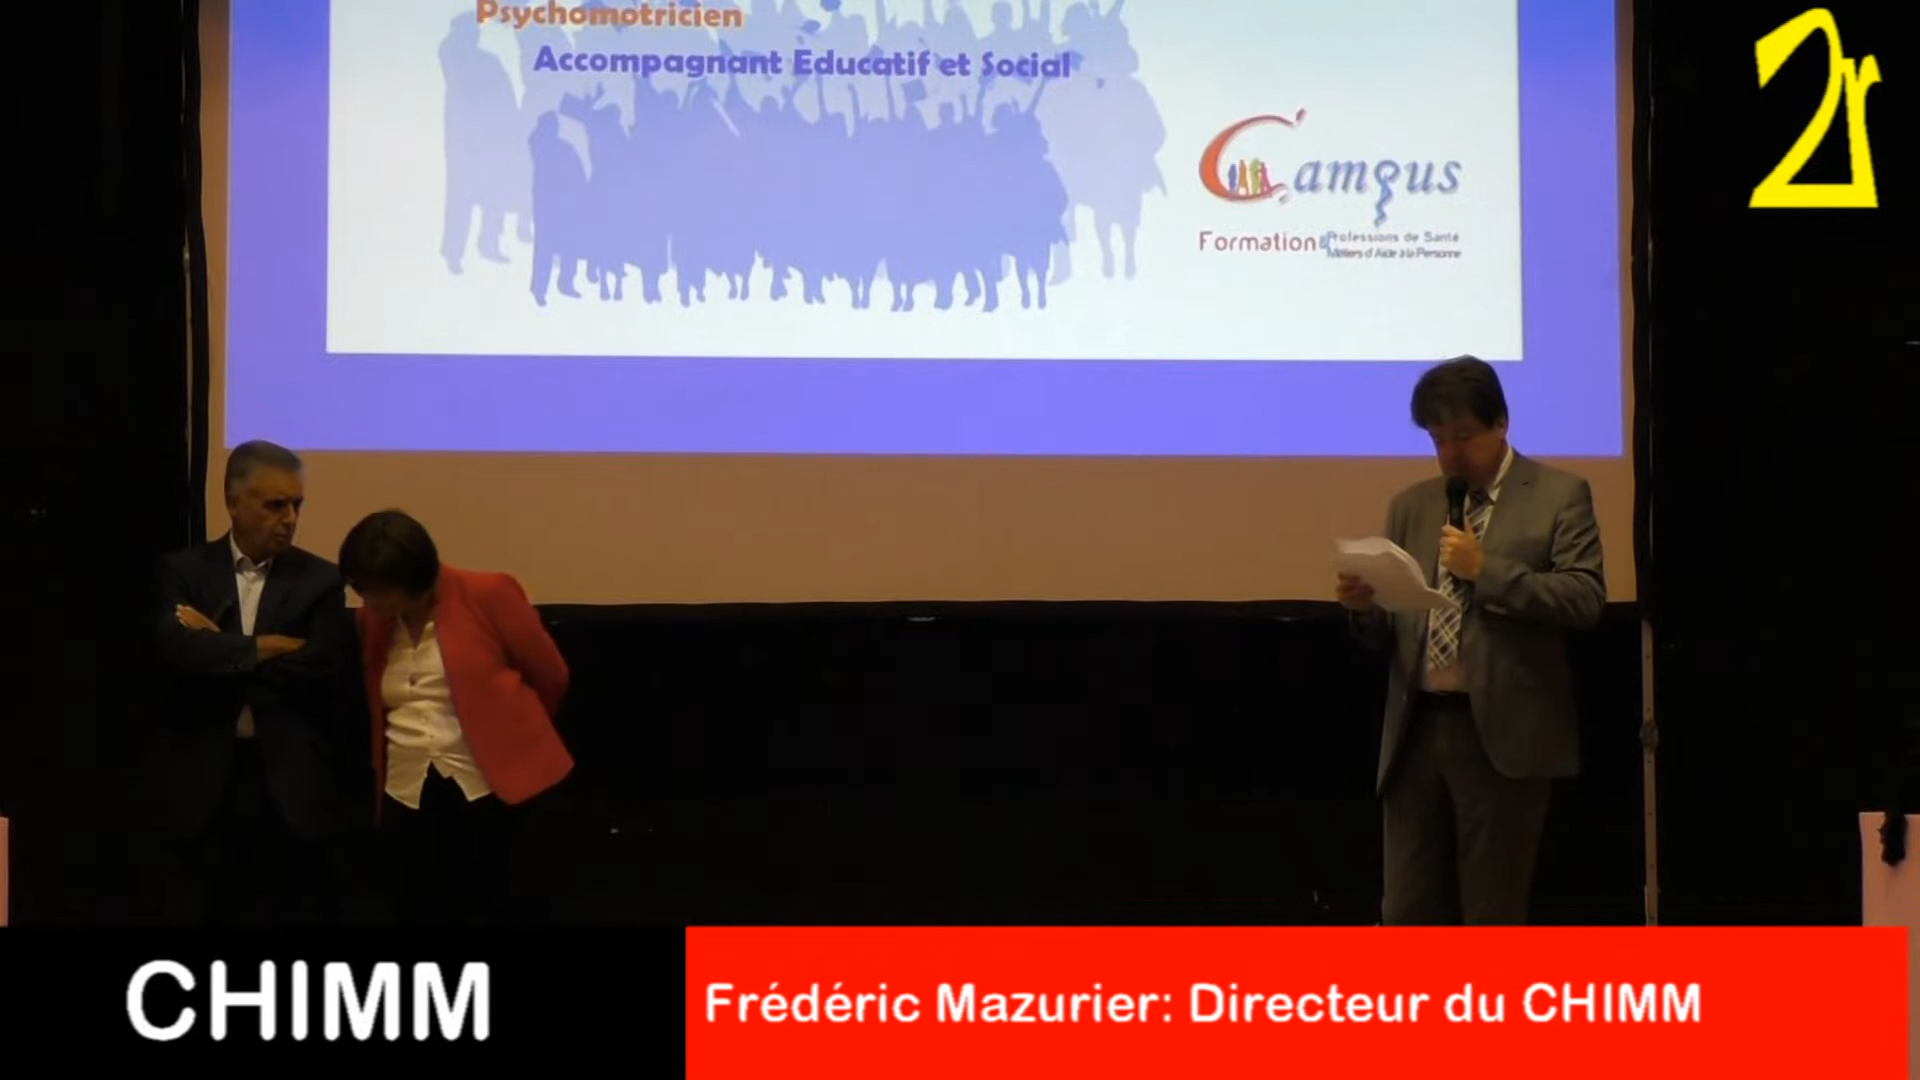 Psychomotricien
2r
Accompagnant Educatif et Social
Campus
Formation Professions de Santé
Métiers d'Aide à la Personne
CHIMM
Frédéric Mazurier: Directeur du CHIMM